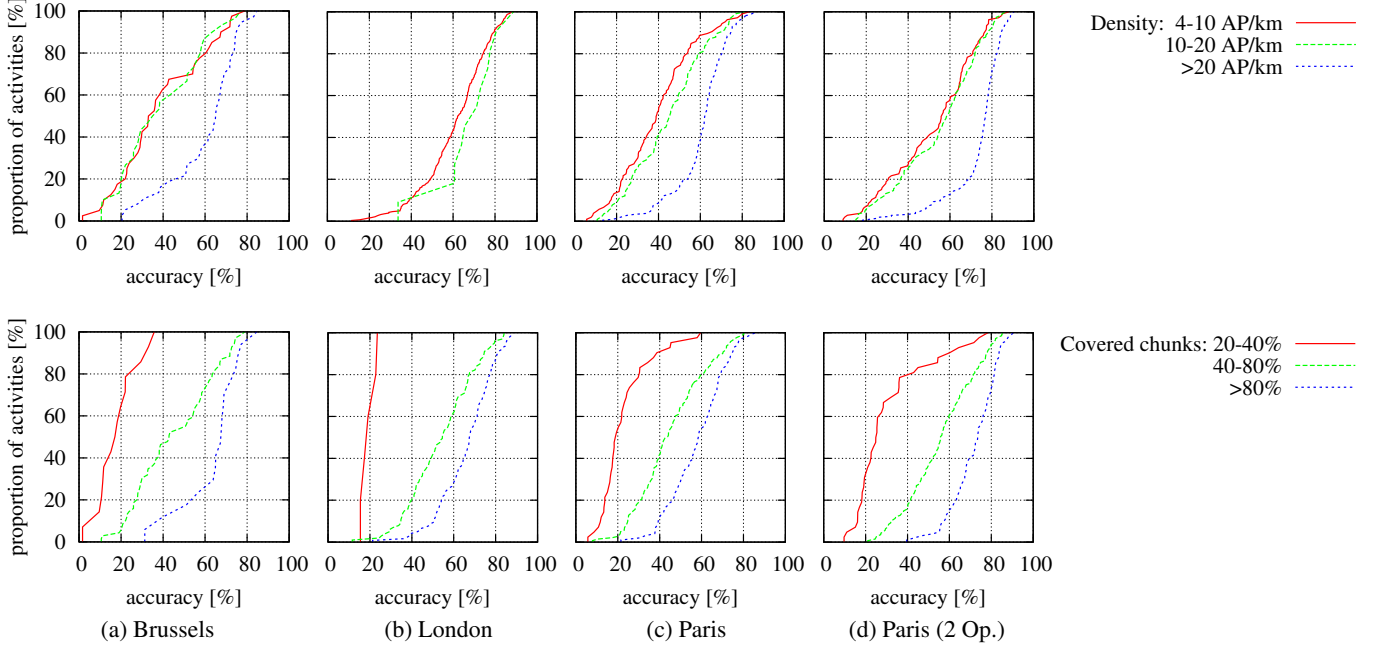 proportion of activities [%]
100
80
60
40
20
0
0 20 40 60 80 100
accuracy [%]
0 20 40 60 80 100
accuracy [%]
0 20 40 60 80 100
accuracy [%]
0 20 40 60 80 100
accuracy [%]
Density: 4-10 AP/km
10-20 AP/km
>20 AP/km
proportion of activities [%]
100
80
60
40
20
0
0 20 40 60 80 100
accuracy [%]
(a) Brussels
0 20 40 60 80 100
accuracy [%]
(b) London
0 20 40 60 80 100
accuracy [%]
(c) Paris
0 20 40 60 80 100
accuracy [%]
(d) Paris (2 Op.)
Covered chunks: 20-40%
40-80%
>80%